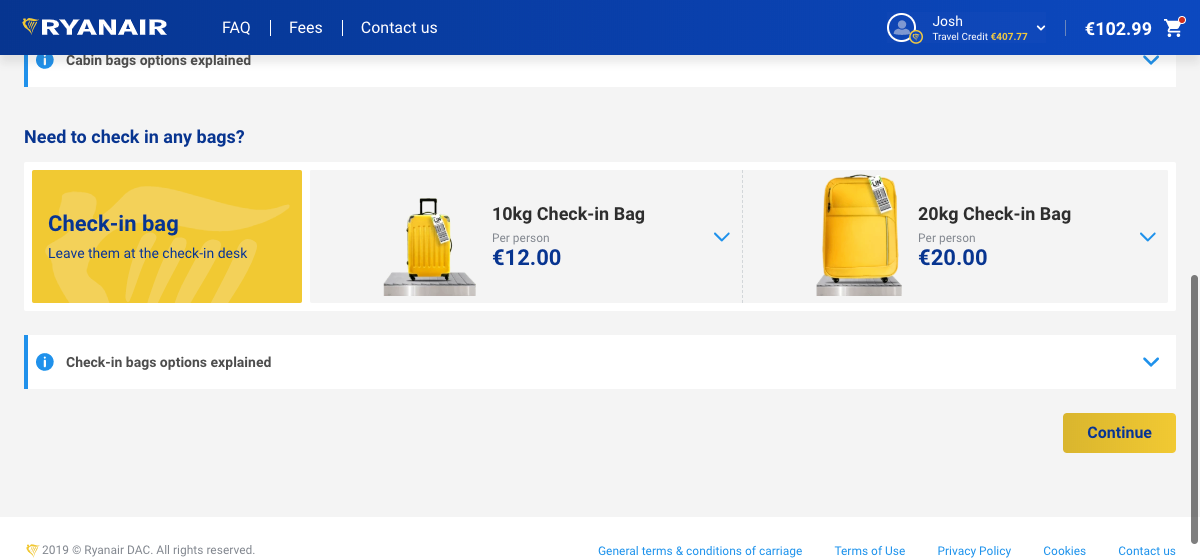 RYANAIR
FAQ
Fees
Contact us
Josh
Travel Credit €407.77
€102.99
Cabin bags options explained
Need to check in any bags?
Check-in bag
Leave them at the check-in desk
10kg Check-in Bag
Per person
€12.00
20kg Check-in Bag
Per person
€20.00
Check-in bags options explained
Continue
2019 © Ryanair DAC. All rights reserved.
General terms & conditions of carriage
Terms of Use
Privacy Policy
Cookies
Contact us